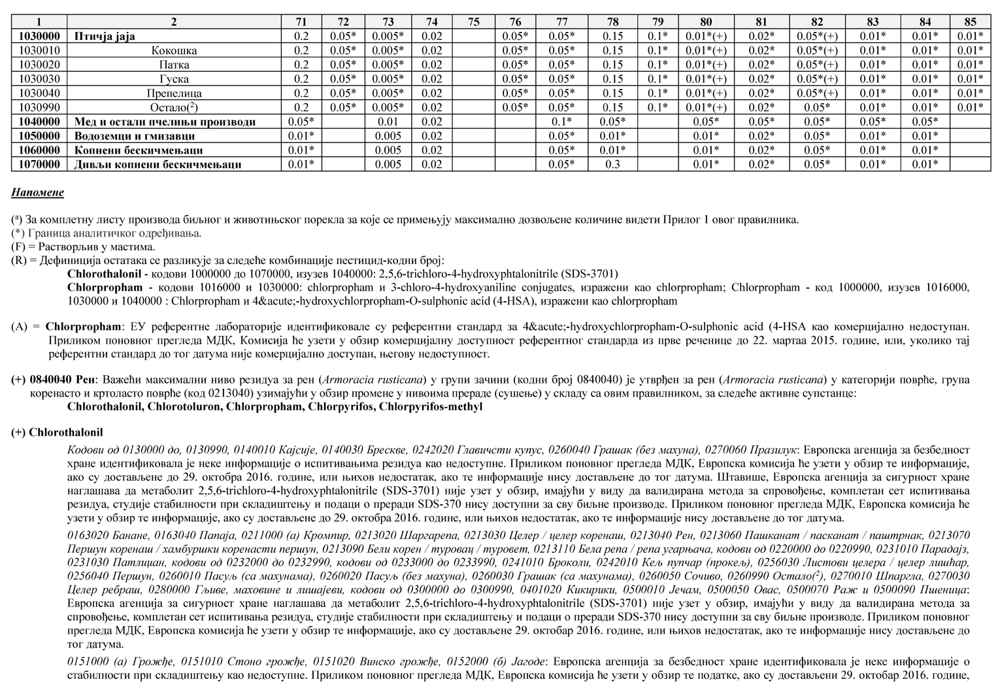 1 2 71 72 73 74 75 76 77 78 79 80 81 82 83 84 85
1030000 Птичја јаја 0.2 0.05* 0.005* 0.02 0.05* 0.05* 0.15 0.1* 0.01*(+) 0.02* 0.05*(+) 0.01* 0.01* 0.01*
1030010 Кокошка 0.2 0.05* 0.005* 0.02 0.05* 0.05* 0.15 0.1* 0.01*(+) 0.02* 0.05*(+) 0.01* 0.01* 0.01*
1030020 Патка 0.2 0.05* 0.005* 0.02 0.05* 0.05* 0.15 0.1* 0.01*(+) 0.02* 0.05*(+) 0.01* 0.01* 0.01*
1030030 Гуска 0.2 0.05* 0.005* 0.02 0.05* 0.05* 0.15 0.1* 0.01*(+) 0.02* 0.05*(+) 0.01* 0.01* 0.01*
1030040 Препелица 0.2 0.05* 0.005* 0.02 0.05* 0.05* 0.15 0.1* 0.01*(+) 0.02* 0.05*(+) 0.01* 0.01* 0.01*
1030990 Остало(²) 0.2 0.05* 0.005* 0.02 0.05* 0.05* 0.15 0.1* 0.01*(+) 0.02* 0.05* 0.01* 0.01* 0.01*
1040000 Мед и остали пчелињи производи 0.05* 0.01 0.02 0.1* 0.05* 0.05* 0.05* 0.05* 0.05* 0.05*
1050000 Водоземци и гмизавци 0.01* 0.005 0.02 0.05* 0.01* 0.01* 0.02* 0.05* 0.01* 0.01*
1060000 Копнени бескичмењаци 0.01* 0.005 0.02 0.05* 0.01* 0.01* 0.02* 0.05* 0.01* 0.01*
1070000 Дивљи копнени бескичмењаци 0.01* 0.005 0.02 0.05* 0.3 0.01* 0.02* 0.05* 0.01* 0.01*
Напомене
(ª) За комплетну листу производа биљног и животињског порекла за које се примењују максимално дозвољене количине видети Прилог 1 овог правилника.
(*) Граница аналитичког одређивања.
(F) = Растворљив у мастима.
(R) = Дефиниција остатака се разликује за следеће комбинације пестицид-кодни број:
Chlorothalonil - кодови 1000000 до 1070000, изузев 1040000: 2,5,6-trichloro-4-hydroxyphtalonitrile (SDS-3701)
Chlorpropham - кодови 1016000 и 1030000: chlorpropham и 3-chloro-4-hydroxyaniline conjugates, изражени као chlorpropham; Chlorpropham - код 1000000, изузев 1016000,
1030000 и 1040000 : Chlorpropham и 4&acute;-hydroxychlorpropham-O-sulphonic acid (4-HSA), изражени као chlorpropham
(А) = Chlorpropham: ЕУ референтне лабораторије идентификовале су референтни стандард за 4&acute;-hydroxychlorpropham-O-sulphonic acid (4-HSA као комерцијално недоступан.
Приликом поновног прегледа МДК, Комисија ће узети у обзир комерцијалну доступност референтног стандарда из прве реченице до 22. мартаа 2015. године, или, уколико тај
референтни стандард до тог датума није комерцијално доступан, његову недоступност.
(+) 0840040 Рен: Важећи максимални ниво резидуа за рен (Armoracia rusticana) у групи зачини (кодни број 0840040) је утврђен за рен (Armoracia rusticana) у категорији поврће, група
коренасто и кртоласто поврће (код 0213040) узимајући у обзир промене у нивоима прераде (сушење) у складу са овим правилником, за следеће активне супстанце:
Chlorothalonil, Chlorotoluron, Chlorpropham, Chlorpyrifos, Chlorpyrifos-methyl
(+) Chlorothalonil
Кодови од 0130000 до, 0130990, 0140010 Кајсије, 0140030 Брескве, 0242020 Главичсти купус, 0260040 Грашак (без махуна), 0270060 Празилук: Европска агенција за безбедност
хране идентификовала је неке информације о испитивањима резидуа као недоступне. Приликом поновног прегледа МДК, Европска комисија ће узети у обзир те информације,
ако су достављене до 29. октобра 2016. године, или њихов недостатак, ако те информације нису достављене до тог датума. Штавише, Европска агенција за сигурност хране
наглашава да метаболит 2,5,6-trichloro-4-hydroxyphtalonitrile (SDS-3701) није узет у обзир, имајући у виду да валидирана метода за спровођење, комплетан сет испитивања
резидуа, студије стабилности при складиштењу и подаци о преради SDS-370 нису доступни за сву биљне производе. Приликом поновног прегледа МДК, Европска комисија ће
узети у обзир те информације, ако су достављене до 29. октобра 2016. године, или њихов недостатак, ако те информације нису достављене до тог датума.
0163020 Банане, 0163040 Папаја, 0211000 (а) Кромпир, 0213020 Шаргарепа, 0213030 Целер / целер коренаш, 0213040 Рен, 0213060 Пашканат / пасканат / паштрнак, 0213070
Першун коренаш / хамбуршки коренасти першун, 0213090 Бели корен / туровац / туровет, 0213110 Бела репа / репа угарњача, кодови од 0220000 до 0220990, 0231010 Парадајз,
0231030 Патлиџан, кодови од 0232000 до 0232990, кодови од 0233000 до 0233990, 0241010 Броколи, 0242010 Кељ пупчар (прокељ), 0256030 Листови целера / целер лишћар,
0256040 Першун, 0260010 Пасуљ (са махунама), 0260020 Пасуљ (без махуна), 0260030 Грашак (са махунама), 0260050 Сочиво, 0260990 Остало(²), 0270010 Шпаргла, 0270030
Целер ребраш, 0280000 Гљиве, маховине и лишајеви, кодови од 0300000 до 0300990, 0401020 Кикирики, 0500010 Јечам, 0500050 Овас, 0500070 Раж и 0500090 Пшеница:
Европска агенција за сигурност хране наглашава да метаболит 2,5,6-trichloro-4-hydroxyphtalonitrile (SDS-3701) није узет у обзир, имајући у виду да валидирана метода за
спровођење, комплетан сет испитивања резидуа, студије стабилности при складиштењу и подаци о преради SDS-370 нису доступни за сву биљне производе. Приликом поновног
прегледа МДК, Европска комисија ће узети у обзир те информације, ако су достављене 29. октобар 2016. године, или њихов недостатак, ако те информације нису достављене до
тог датума.
0151000 (а) Грожђе, 0151010 Стоно грожђе, 0151020 Винско грожђе, 0152000 (б) Јагоде: Европска агенција за безбедност хране идентификовала је неке информације о
стабилности при складиштењу као недоступне. Приликом поновног прегледа МДК, Европска комисија ће узети у обзир те податке, ако су достављени 29. октобар 2016. године,